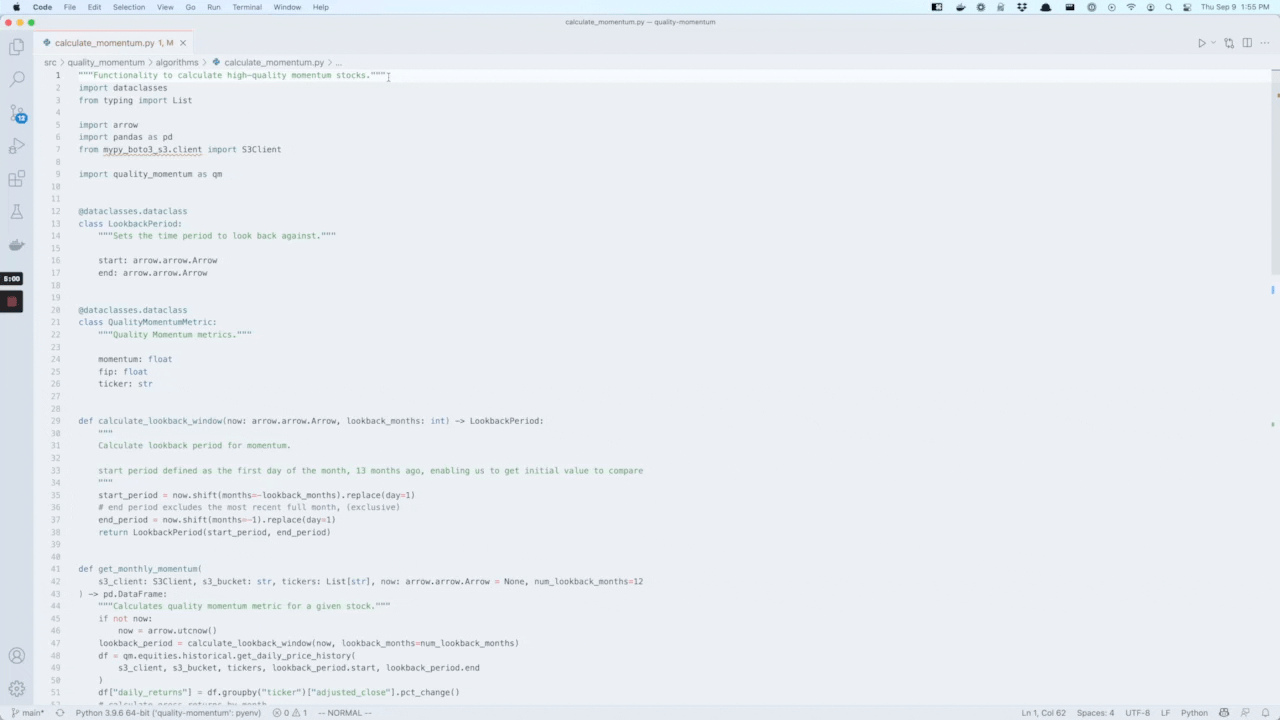 Code File Edit Selection View Go Run Terminal Window Help Thu Sep 9 1:55 PM
calculate_momentum.py — quality-momentum
calculate_momentum.py 1, M
src quality_momentum algorithms calculate_momentum.py ...
1 """Functionality to calculate high-quality momentum stocks."""
2 import dataclasses
3 from typing import List
4
5 import arrow
6 import pandas as pd
7 from mypy_boto3_s3.client import S3Client
8
9 import quality_momentum as qm
10
11
12 @dataclasses.dataclass
13 class LookbackPeriod:
14 """Sets the time period to look back against."""
15
16 start: arrow.arrow.Arrow
17 end: arrow.arrow.Arrow
18
19
20 @dataclasses.dataclass
21 class QualityMomentumMetric:
22 """Quality Momentum metrics."""
23
24 momentum: float
25 fip: float
26 ticker: str
27
28
29 def calculate_lookback_window(now: arrow.arrow.Arrow, lookback_months: int) -> LookbackPeriod:
30 """
31 Calculate lookback period for momentum.
32
33 start period defined as the first day of the month, 13 months ago, enabling us to get initial value to compare
34 """
35 start_period = now.shift(months=-lookback_months).replace(day=1)
36 # end period excludes the most recent full month, (exclusive)
37 end_period = now.shift(months=-1).replace(day=1)
38 return LookbackPeriod(start_period, end_period)
39
40
41 def get_monthly_momentum(
42 s3_client: S3Client, s3_bucket: str, tickers: List[str], now: arrow.arrow.Arrow = None, num_lookback_months=12
43 ) -> pd.DataFrame:
44 """Calculates quality momentum metric for a given stock."""
45 if not now:
46 now = arrow.utcnow()
47 lookback_period = calculate_lookback_window(now, lookback_months=num_lookback_months)
48 df = qm.equities.historical.get_daily_price_history(
49 s3_client, s3_bucket, tickers, lookback_period.start, lookback_period.end
50 )
51 df["daily_returns"] = df.groupby("ticker")["adjusted_close"].pct_change()
12
main* Python 3.9.6 64-bit ('quality-momentum': pyenv) 0 1 -- NORMAL -- Ln 1, Col 62 Spaces: 4 UTF-8 LF Python